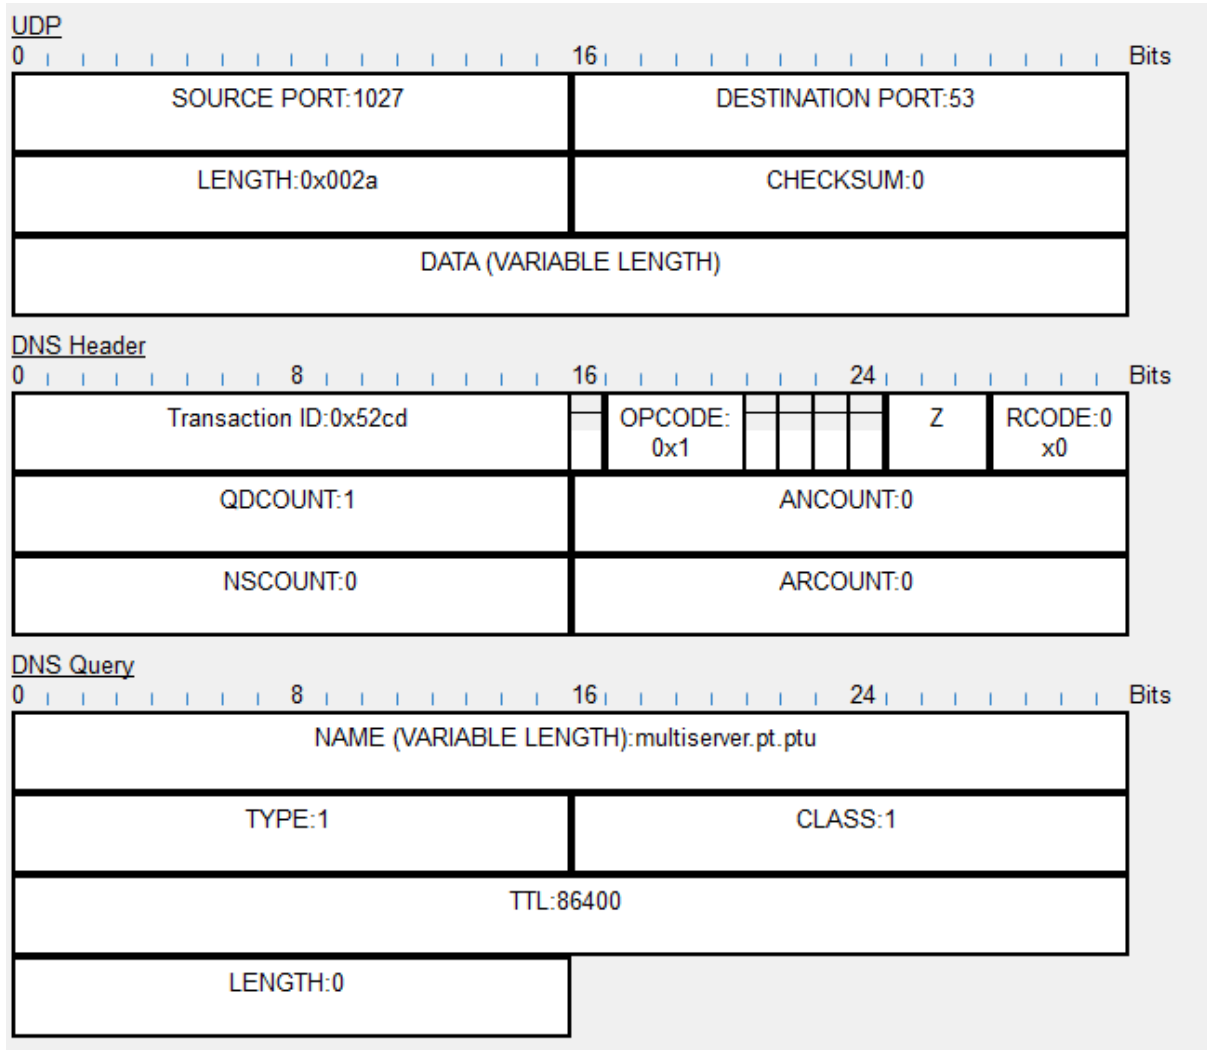 UDP
0 16 Bits
SOURCE PORT:1027 DESTINATION PORT:53
LENGTH:0x002a CHECKSUM:0
DATA (VARIABLE LENGTH)
DNS Header
0 8 16 24 Bits
Transaction ID:0x52cd OPCODE: Z RCODE:0
0x1 x0
QDCOUNT:1 ANCOUNT:0
NSCOUNT:0 ARCOUNT:0
DNS Query
0 8 16 24 Bits
NAME (VARIABLE LENGTH):multiserver.pt.ptu
TYPE:1 CLASS:1
TTL:86400
LENGTH:0